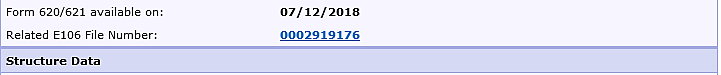 Form 620/621 available on: 07/12/2018
Related E106 File Number: 0002919176
Structure Data